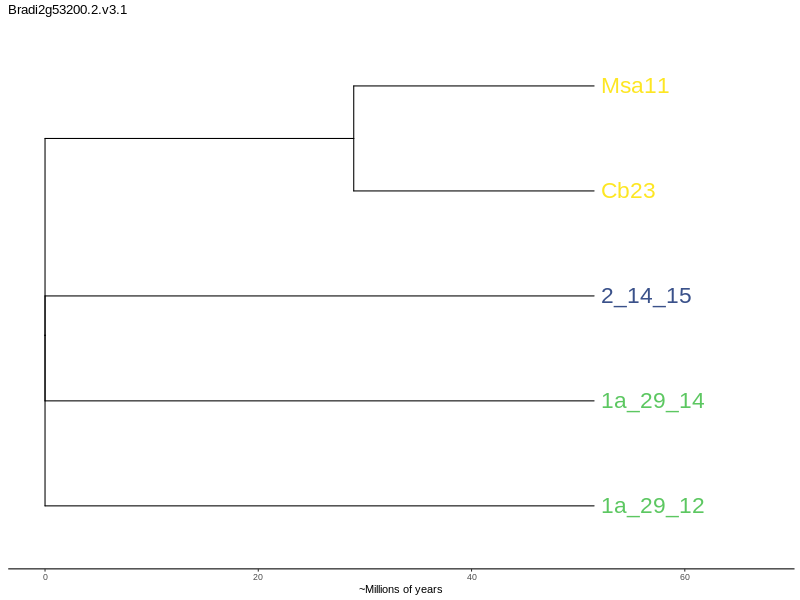 Bradi2g53200.2.v3.1
Msa11
Cb23
2_14_15
1a_29_14
1a_29_12
0 20 40 60
~Millions of years